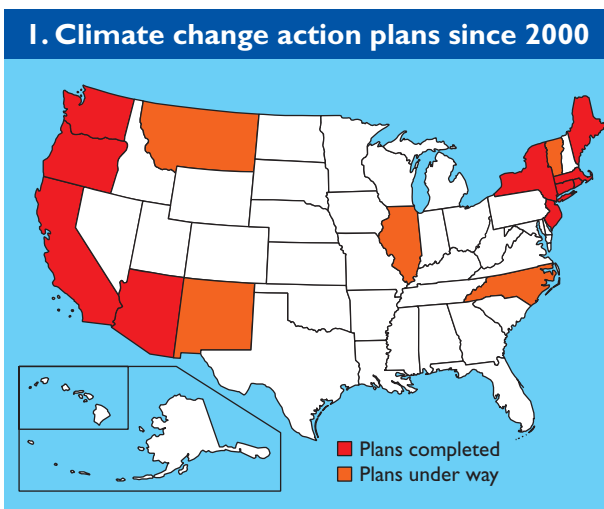 1. Climate change action plans since 2000
Plans completed
Plans under way